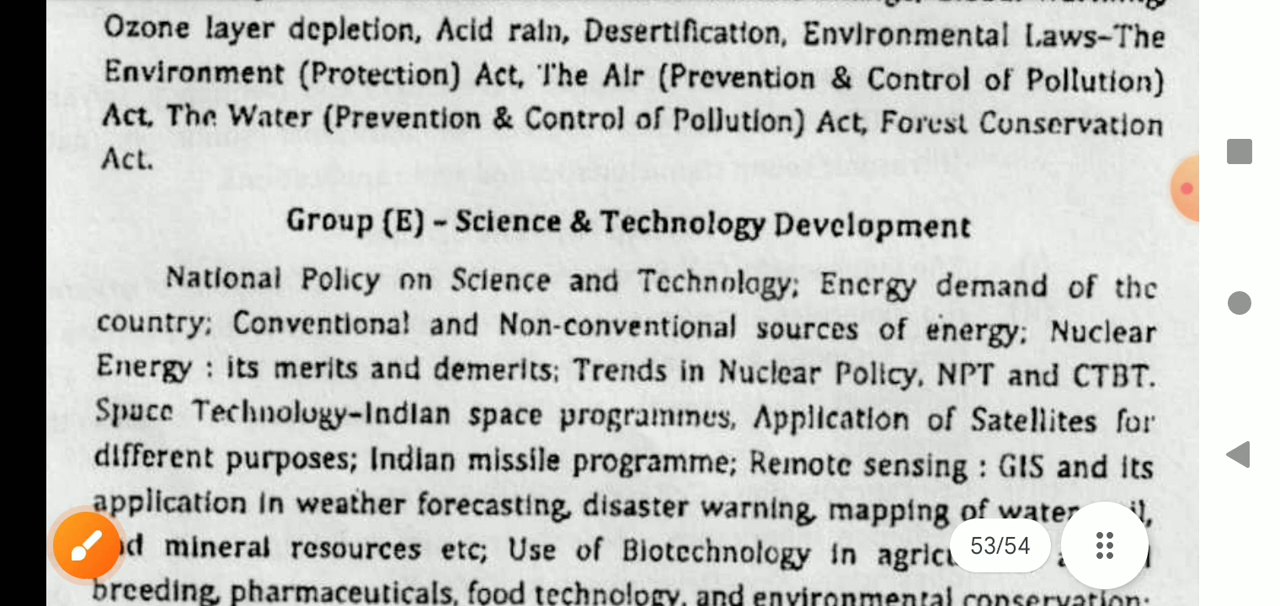 Ozone layer depletion, Acid rain, Desertification, Environmental Laws-The
Environment (Protection) Act, The Air (Prevention & Control of Pollution)
Act, The Water (Prevention & Control of Pollution) Act, Forest Conservation
Act.
Group (E) - Science & Technology Development
National Policy on Science and Technology; Energy demand of the
country; Conventional and Non-conventional sources of energy; Nuclear
Energy : its merits and demerits; Trends in Nuclear Policy, NPT and CTBT.
Space Technology-Indian space programmes, Application of Satellites for
different purposes; Indian missile programme; Remote sensing : GIS and its
application in weather forecasting, disaster warning, mapping of water,
mineral resources etc; Use of Biotechnology in
breeding, pharmaceuticals, food technology, and environmental conservation;
53/54